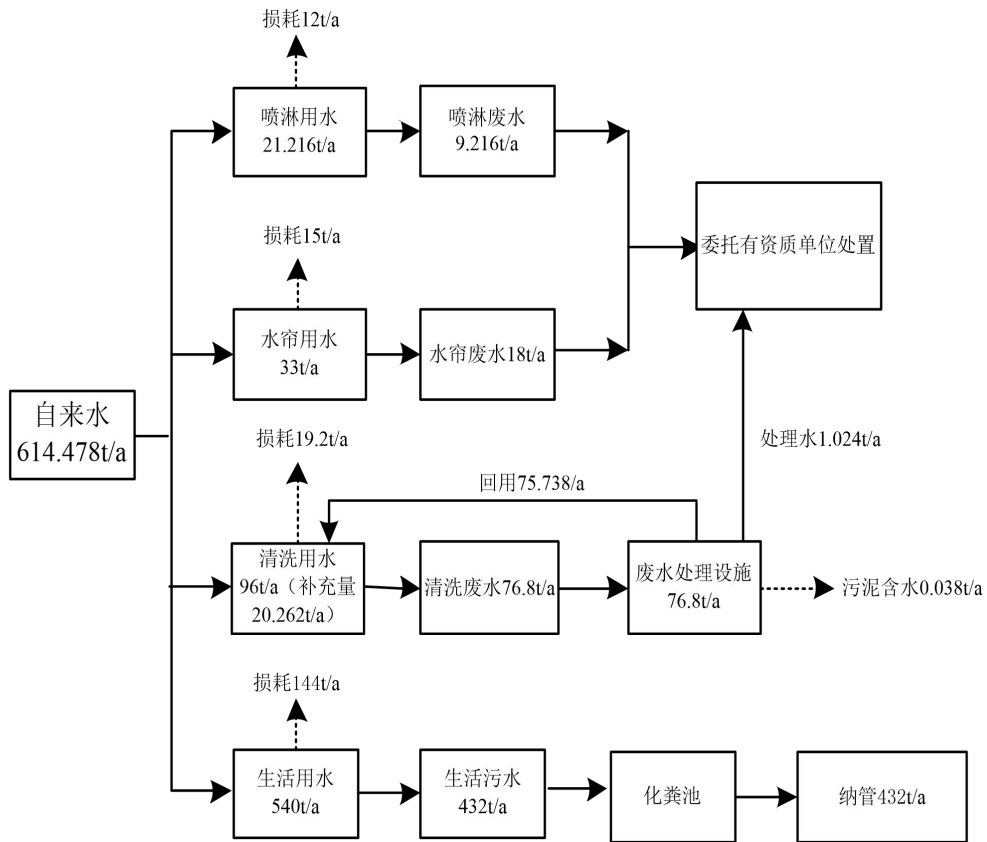 损耗12t/a
喷淋用水
21.216t/a
喷淋废水
9.216t/a
委托有资质单位处置
损耗15t/a
水帘用水
33t/a
水帘废水18t/a
自来水
614.478t/a
损耗19.2t/a
处理水1.024t/a
回用75.738/a
清洗用水
96t/a（补充量
20.262t/a）
清洗废水76.8t/a
废水处理设施
76.8t/a
污泥含水0.038t/a
损耗144t/a
生活用水
540t/a
生活污水
432t/a
化粪池
纳管432t/a